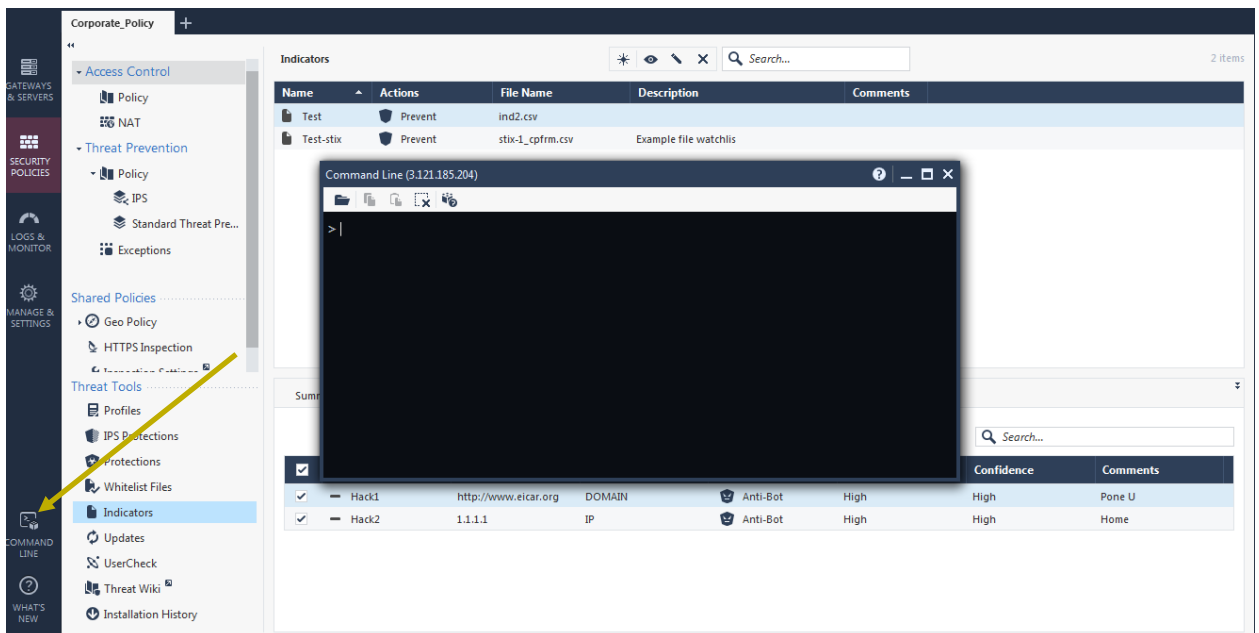 Corporate_Policy
GATEWAYS
& SERVERS
SECURITY
POLICIES
LOGS &
MONITOR
MANAGE &
SETTINGS
COMMAND
LINE
WHAT'S
NEW
Access Control
Policy
NAT
Threat Prevention
Policy
IPS
Standard Threat Pre...
Exceptions
Shared Policies
Geo Policy
HTTPS Inspection
Inspection Settings
Threat Tools
Profiles
IPS Protections
Protections
Whitelist Files
Indicators
Updates
UserCheck
Threat Wiki
Installation History
Indicators
Search...
2 items
Name Actions File Name Description Comments
Test Prevent ind2.csv
Test-stix Prevent stix-1_cpfrm.csv Example file watchlis
Command Line (3.121.185.204)
>
Search...
Confidence Comments
Hack1 http://www.eicar.org DOMAIN Anti-Bot High High Pone U
Hack2 1.1.1.1 IP Anti-Bot High High Home